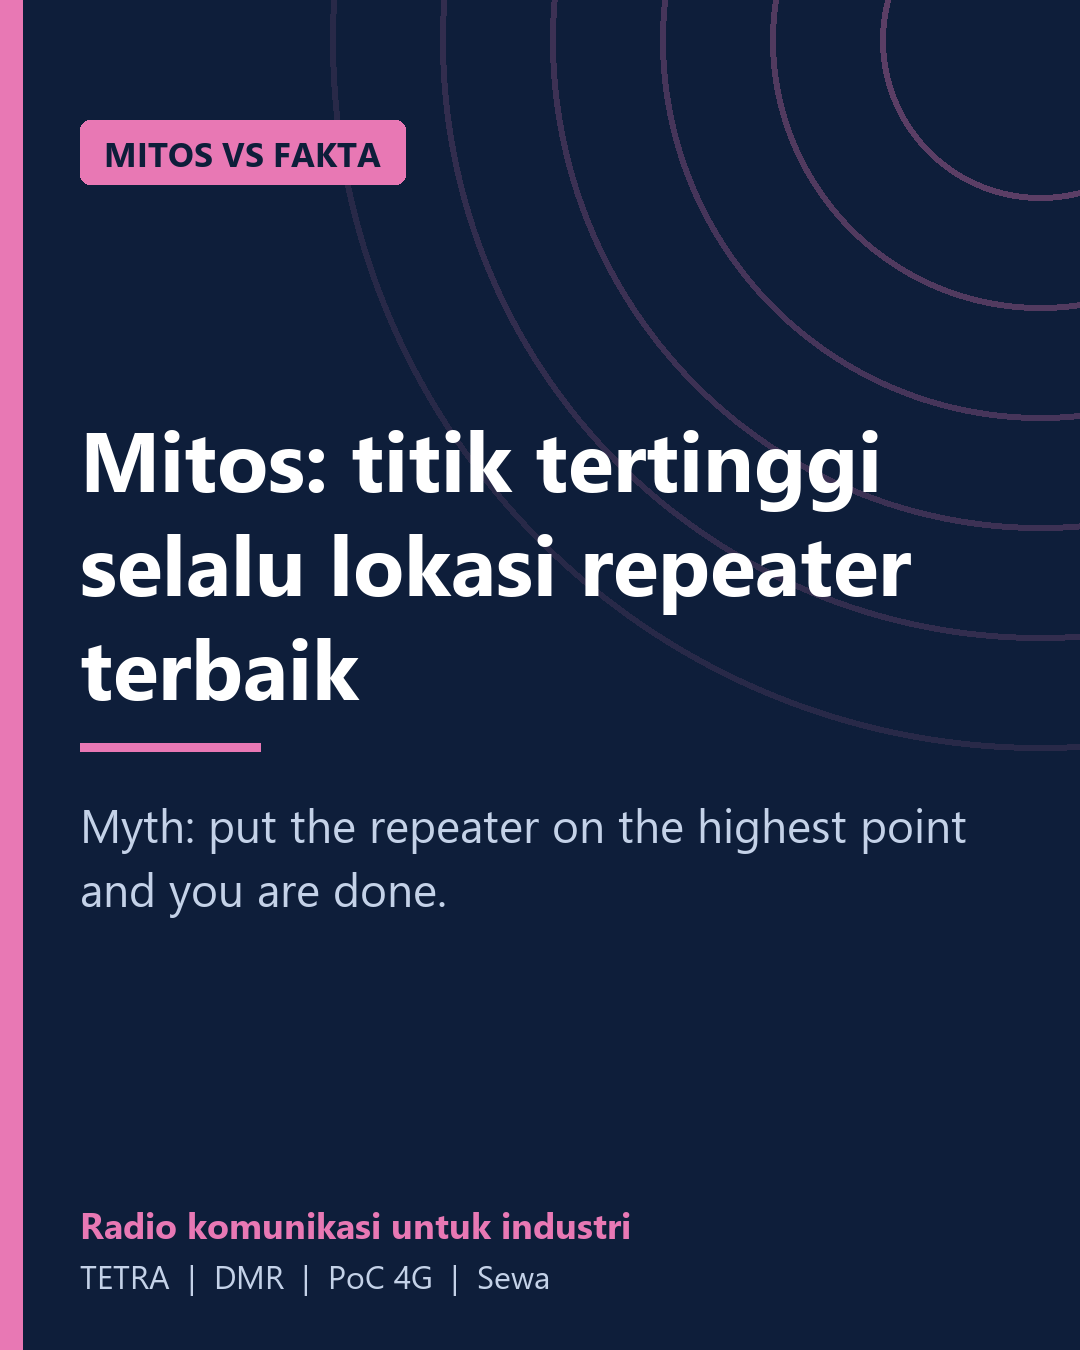 MITOS VS FAKTA
Mitos: titik tertinggi
selalu lokasi repeater
terbaik
Myth: put the repeater on the highest point
and you are done.
Radio komunikasi untuk industri
TETRA | DMR | PoC 4G | Sewa